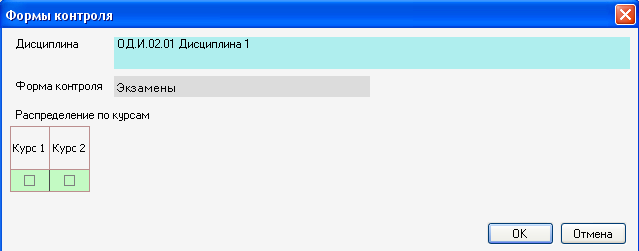 Формы контроля
Дисциплина ОД.И.02.01 Дисциплина 1
Форма контроля Экзамены
Распределение по курсам
Курс 1 Курс 2
OK Отмена